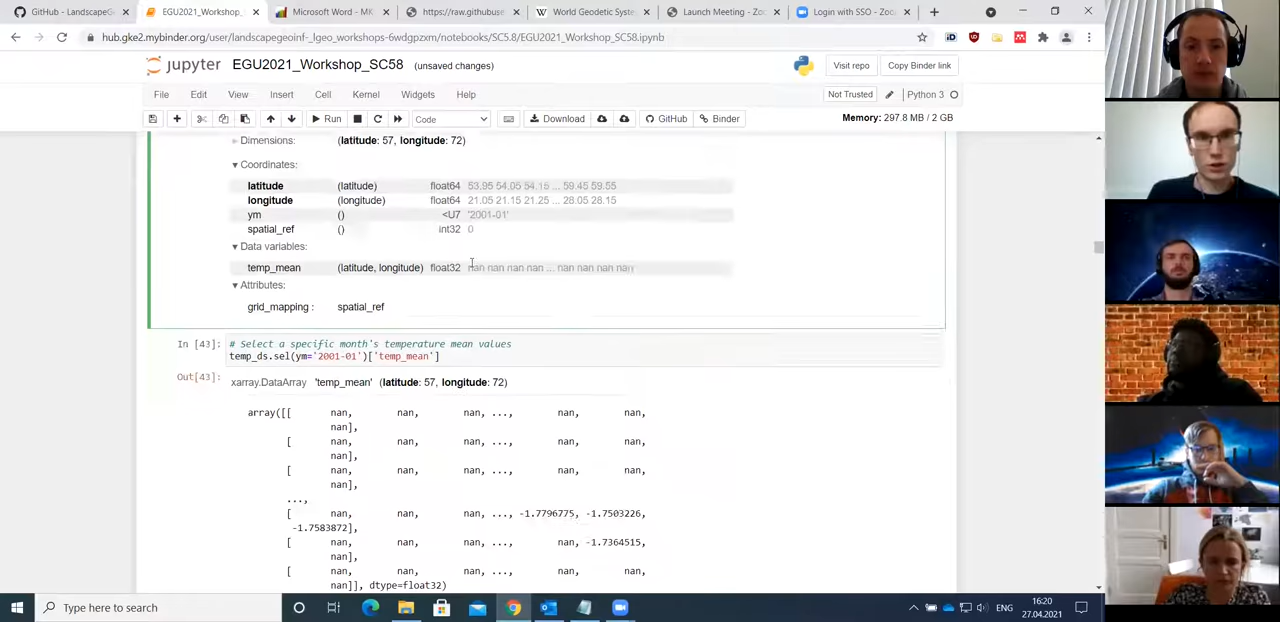 GitHub - LandscapeG
EGU2021_Workshop_
Microsoft Word – MK
https://raw.githubuse
World Geodetic Syste
Launch Meeting - Zoo
Login with SSO - Zoo
hub.gke2.mybinder.org/user/landscapegeoinf-_lgeo_workshops-6wdgpzxm/notebooks/SC5.8/EGU2021_Workshop_SC58.ipynb
jupyter EGU2021_Workshop_SC58 (unsaved changes)
Visit repo Copy Binder link
File Edit View Insert Cell Kernel Widgets Help
Not Trusted Python 3
Run Code Download GitHub Binder
Memory: 297.8 MB / 2 GB
Dimensions: (latitude: 57, longitude: 72)
Coordinates:
latitude (latitude) float64 53.95 54.05 54.15 ... 59.45 59.55
longitude (longitude) float64 21.05 21.15 21.25 ... 28.05 28.15
ym () <U7 '2001-01'
spatial_ref () int32 0
Data variables:
temp_mean (latitude, longitude) float32 nan nan nan nan ... nan nan nan nan
Attributes:
grid_mapping : spatial_ref
In [43]: # Select a specific month's temperature mean values
temp_ds.sel(ym='2001-01')['temp_mean']
Out[43]: xarray.DataArray 'temp_mean' (latitude: 57, longitude: 72)
array([[ nan, nan, nan, ..., nan, nan,
nan],
[ nan, nan, nan, ..., nan, nan,
nan],
[ nan, nan, nan, ..., nan, nan,
nan],
...,
[ nan, nan, nan, ..., -1.7796775, -1.7503226,
-1.7583872],
[ nan, nan, nan, ..., nan, -1.7364515,
nan],
[ nan, nan, nan, ..., nan, nan,
nan]], dtype=float32)
Type here to search
ENG
16:20
27.04.2021